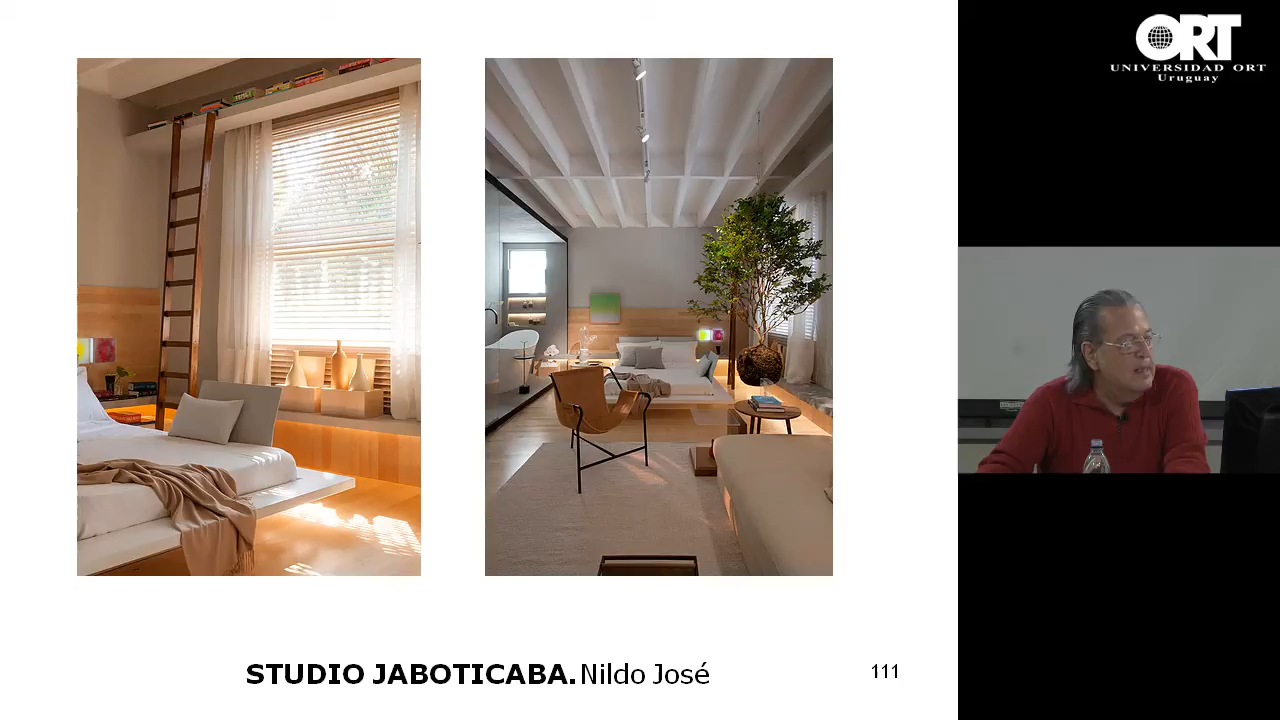 ORT
UNIVERSIDAD ORT
Uruguay
STUDIO JABOTICABA. Nildo José
111